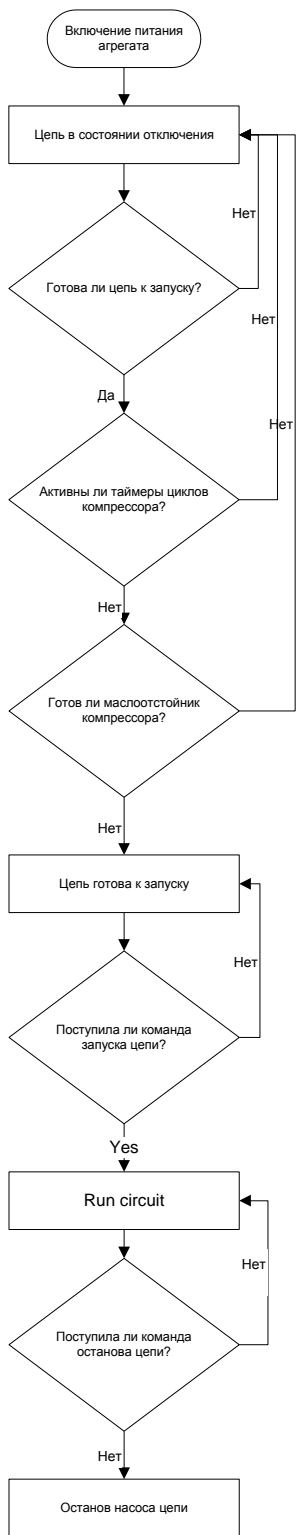 Включение питания
агрегата
Цепь в состоянии отключения
Нет
Готова ли цепь к запуску?
Нет
Да
Нет
Активны ли таймеры циклов
компрессора?
Нет
Готов ли маслоотстойник
компрессора?
Нет
Цепь готова к запуску
Нет
Поступила ли команда
запуска цепи?
Yes
Run circuit
Нет
Поступила ли команда
останова цепи?
Нет
Останов насоса цепи